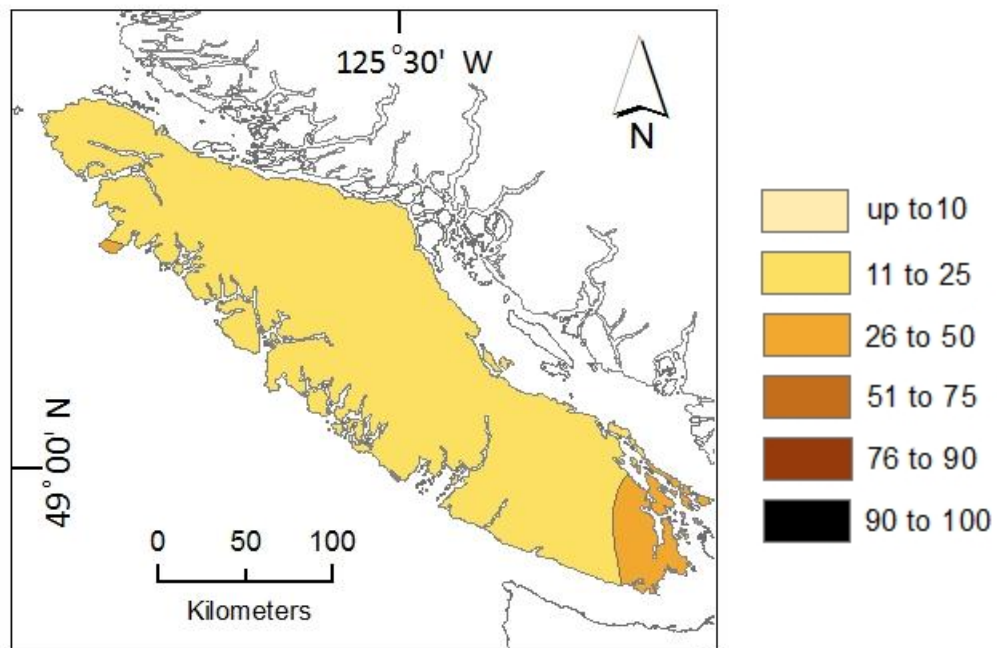 125°30' W
N
49° 00' N
0 50 100
Kilometers
up to10
11 to 25
26 to 50
51 to 75
76 to 90
90 to 100